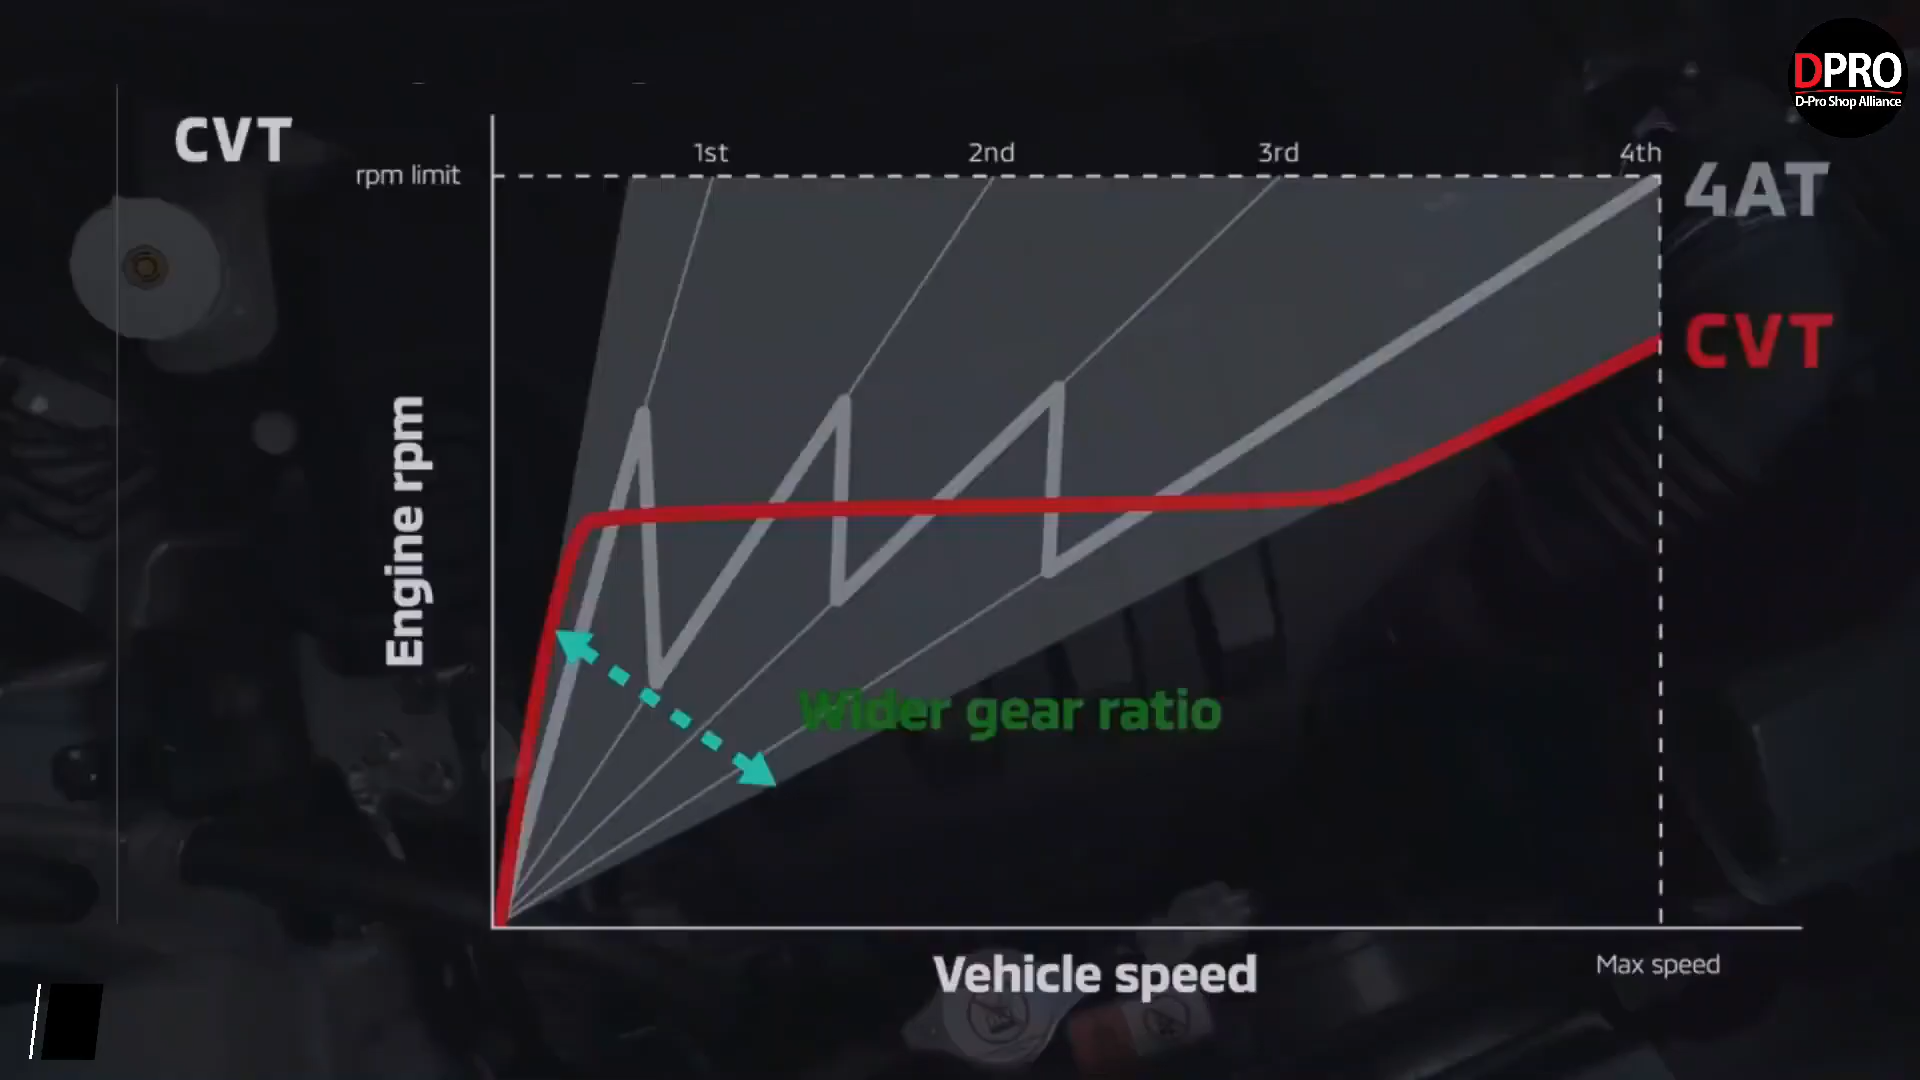 DPRO
D-Pro Shop Alliance
CVT
1st
2nd
3rd
4th
rpm limit
4AT
CVT
Engine rpm
Wider gear ratio
Max speed
Vehicle speed